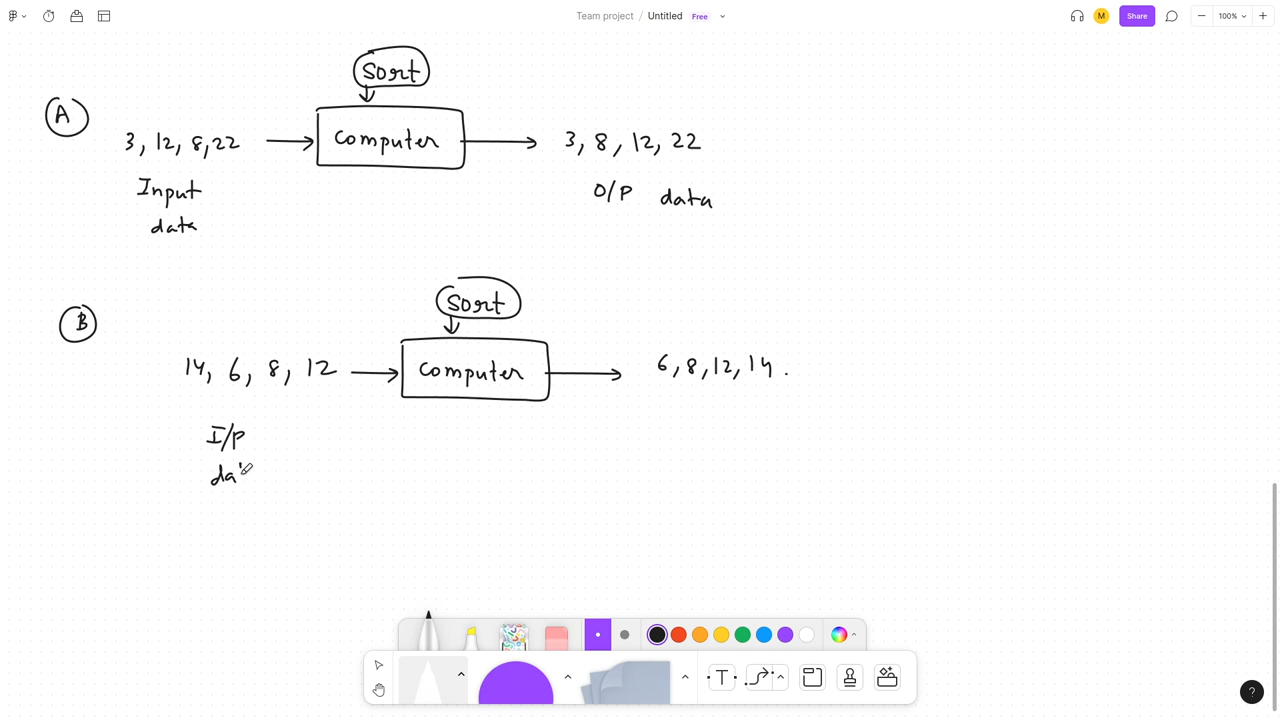 Team project / Untitled Free
M
Share
100%
sort
A
3, 12, 8, 22
computer
3, 8, 12, 22
Input
data
O/P data
sort
B
14, 6, 8, 12
computer
6, 8, 12, 14.
I/P
da
T
?